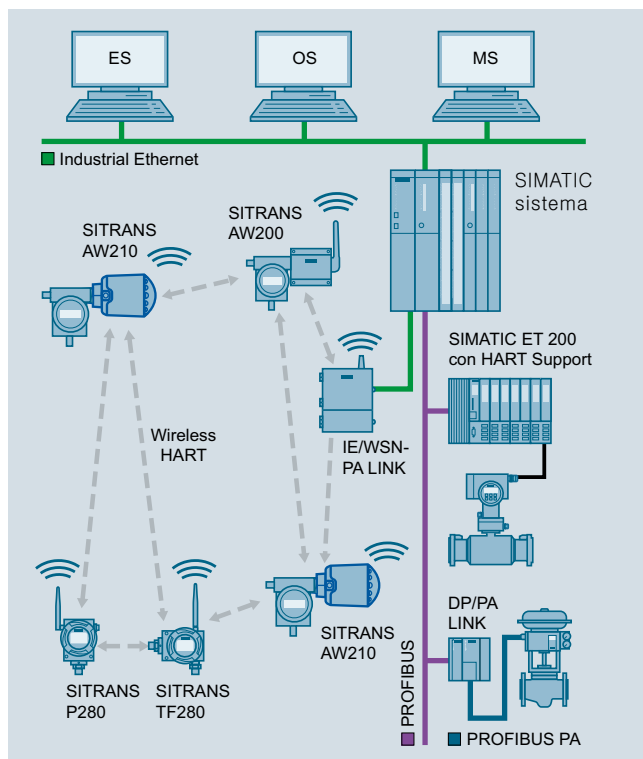 ES
OS
MS
Industrial Ethernet
SIMATIC
sistema
SITRANS
AW210
SITRANS
AW200
SIMATIC ET 200
con HART Support
Wireless
HART
IE/WSN-
PA LINK
SITRANS
AW210
DP/PA
LINK
SITRANS
P280
SITRANS
TF280
PROFIBUS
PROFIBUS PA